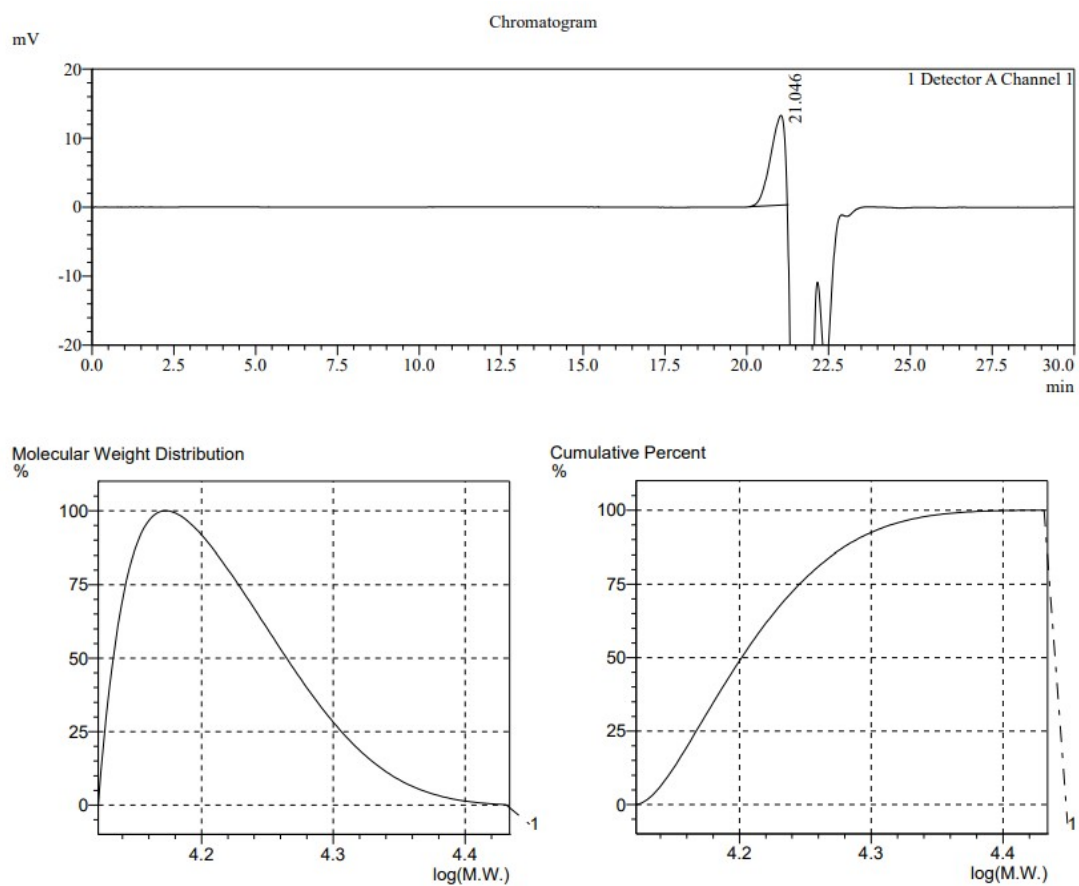 Chromatogram
mV
20
10
0
-10
-20
1 Detector A Channel 1
21.046
0.0 2.5 5.0 7.5 10.0 12.5 15.0 17.5 20.0 22.5 25.0 27.5 30.0
min
Molecular Weight Distribution
%
100
75
50
25
0
4.2 4.3 4.4
log(M.W.)
-1
Cumulative Percent
%
100
75
50
25
0
4.2 4.3 4.4
log(M.W.)
1